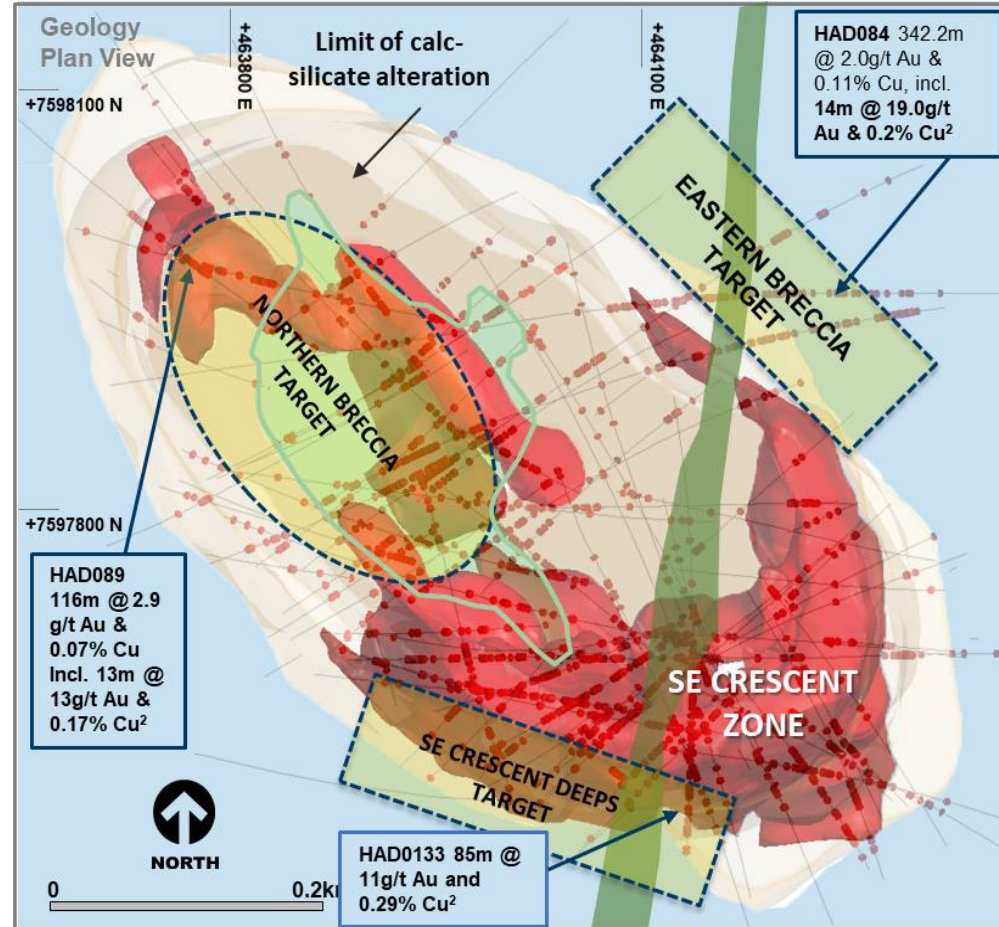 Geology
Plan View
+463800 E
Limit of calc-
silicate alteration
+464100 E
HAD084 342.2m
@ 2.0g/t Au &
0.11% Cu, incl.
14m @ 19.0g/t
Au & 0.2% Cu²
+7598100 N
EASTERN BRECCIA
TARGET
NORTHERN BRECCIA
TARGET
+7597800 N
HAD089
116m @ 2.9
g/t Au &
0.07% Cu
Incl. 13m @
13g/t Au &
0.17% Cu²
SE CRESCENT
ZONE
SE CRESCENT DEEPS
TARGET
NORTH
HAD0133 85m @
11g/t Au and
0.29% Cu²
0